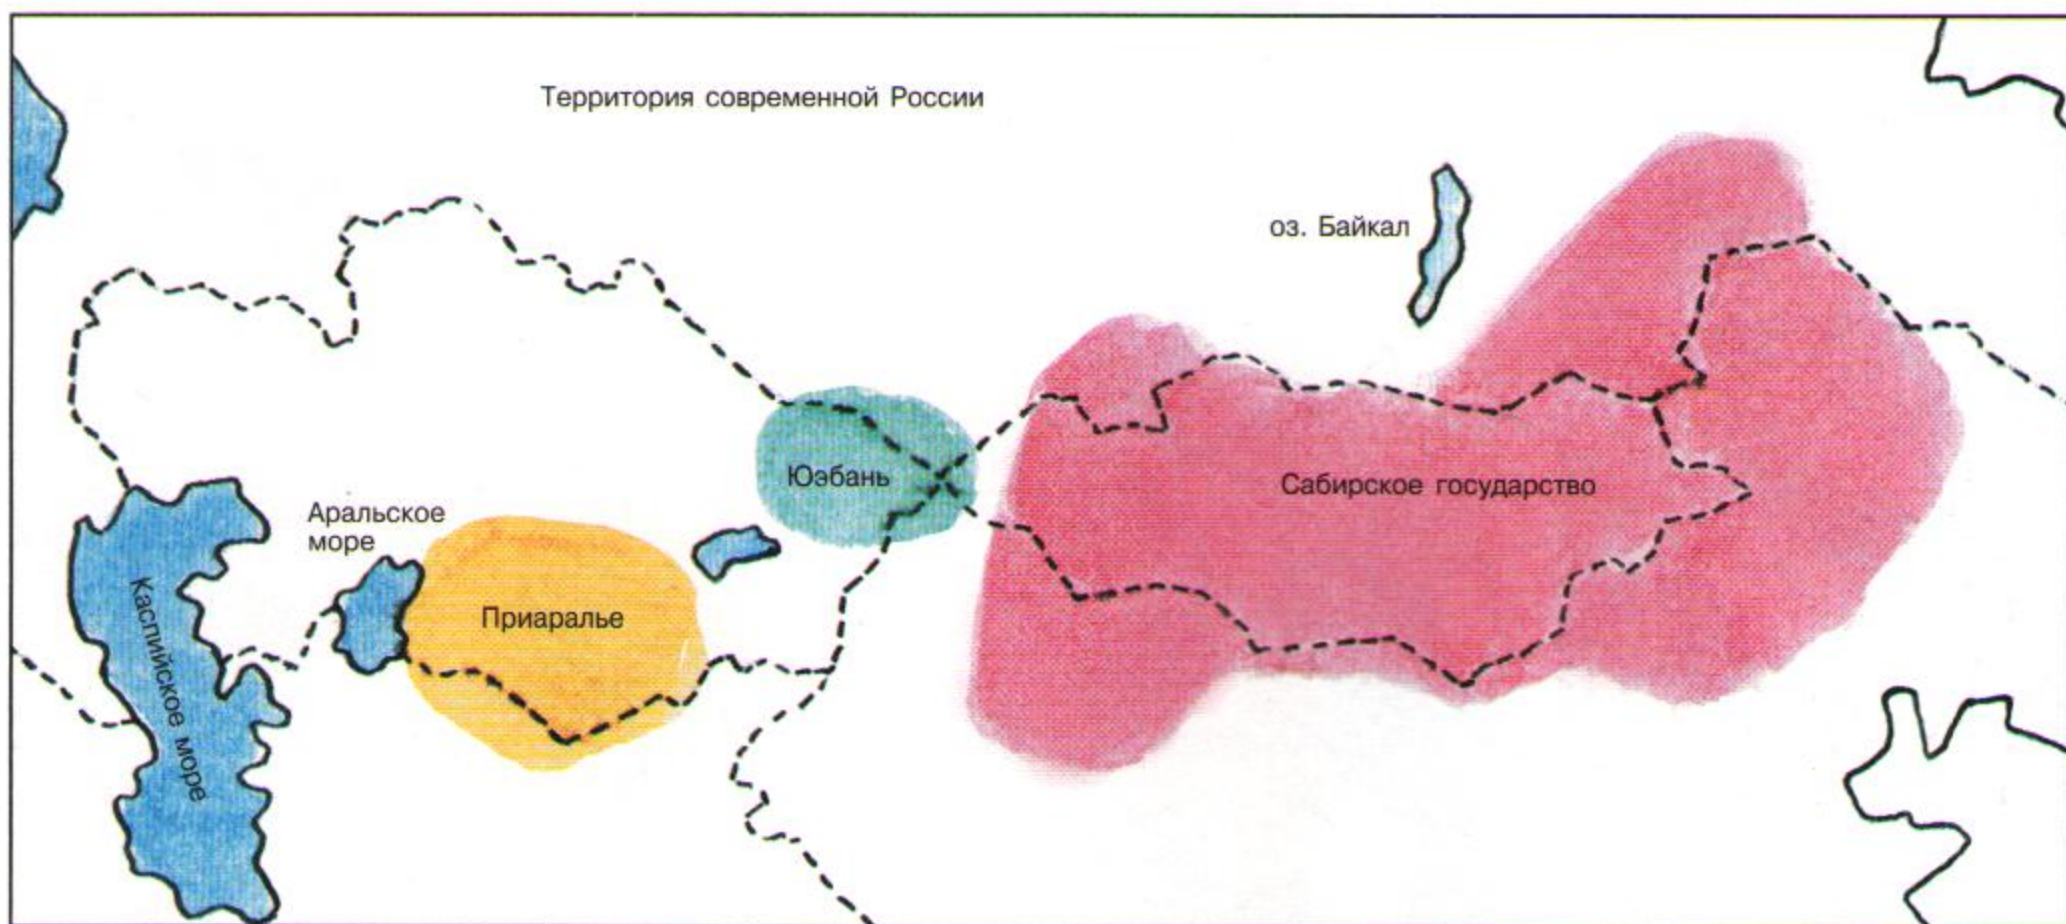 Территория современной России
оз. Байкал
Юэбань
Сабирское государство
Аральское
море
Приаралье
Каспийское море